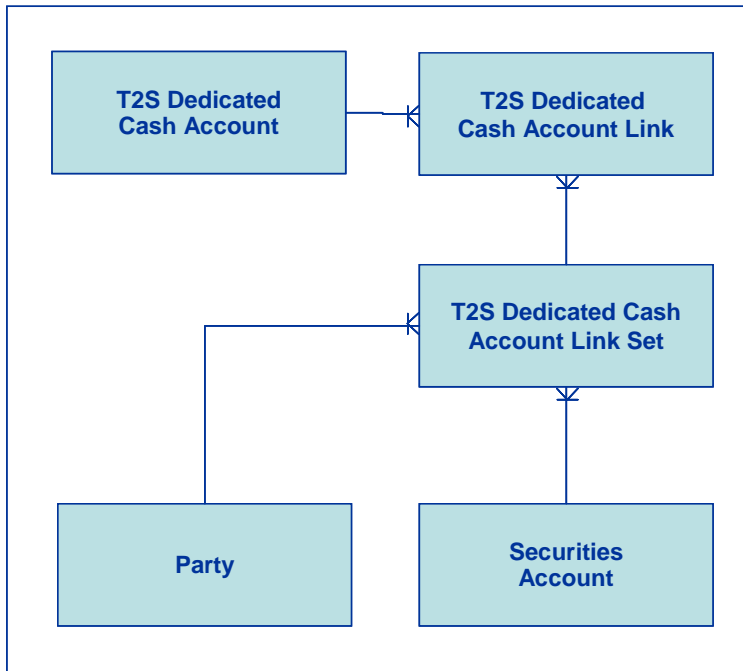 T2S Dedicated
Cash Account
T2S Dedicated
Cash Account Link
T2S Dedicated Cash
Account Link Set
Party
Securities
Account